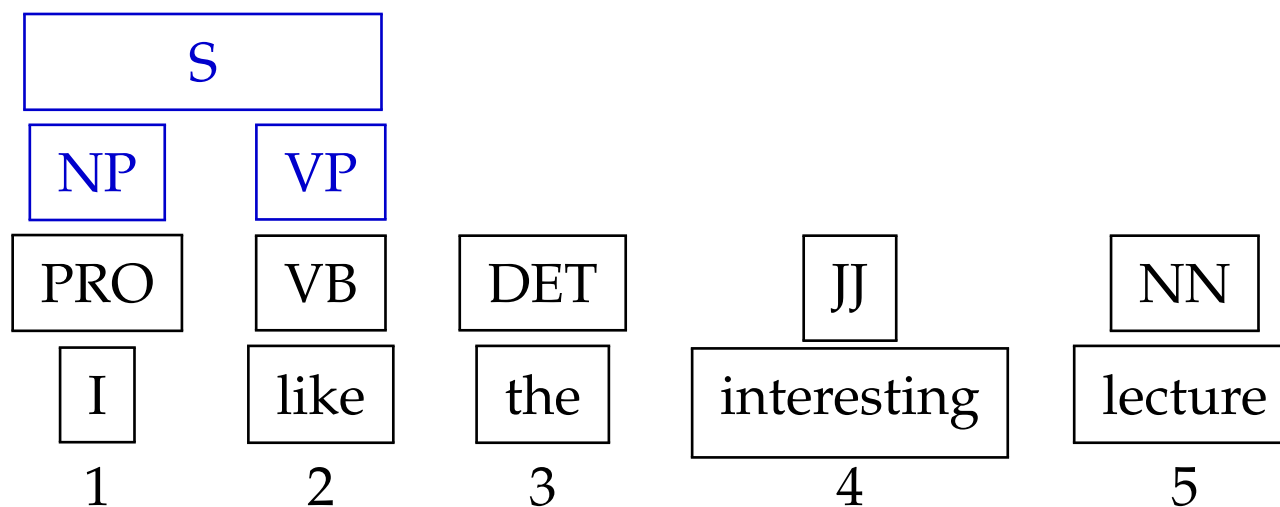 S
NP VP
PRO VB DET JJ NN
I like the interesting lecture
1 2 3 4 5